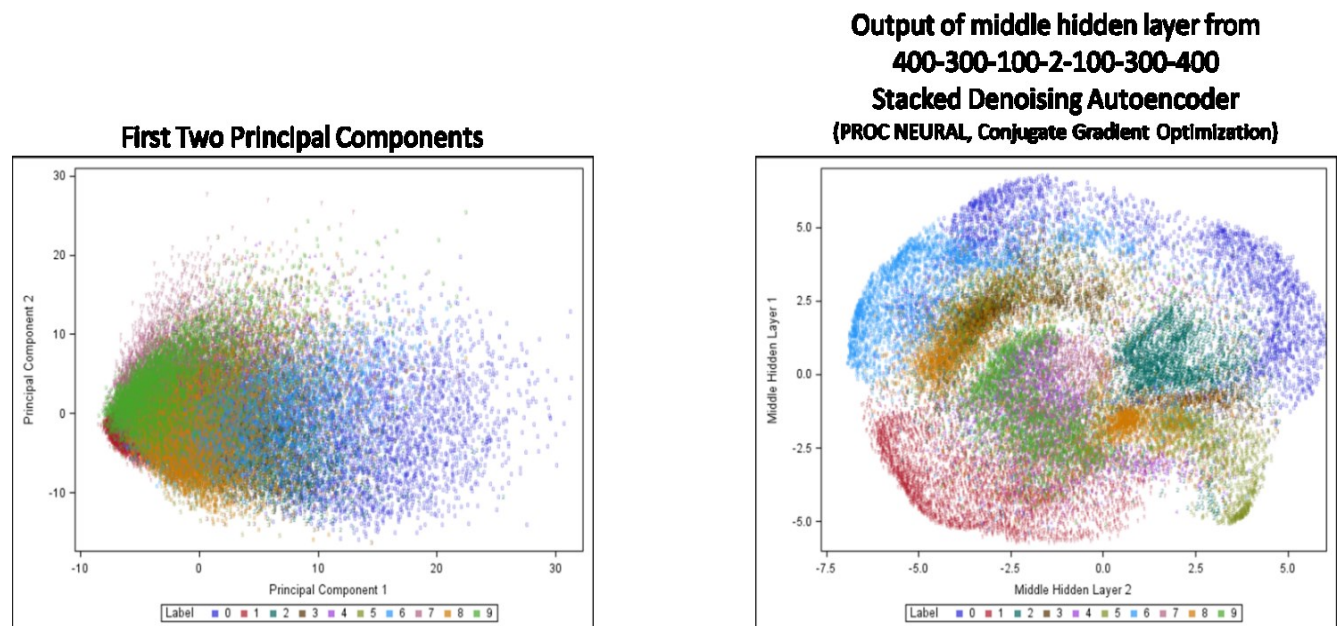 Output of middle hidden layer from
400-300-100-2-100-300-400
Stacked Denoising Autoencoder
(PROC NEURAL, Conjugate Gradient Optimization)
First Two Principal Components
30
20
10
0
-10
Principal Component 2
-10 0 10 20 30
Principal Component 1
Label 0 1 2 3 4 5 6 7 8 9
5.0
2.5
0.0
-2.5
-5.0
Middle Hidden Layer 1
-7.5 -5.0 -2.5 0.0 2.5 5.0
Middle Hidden Layer 2
Label 0 1 2 3 4 5 6 7 8 9